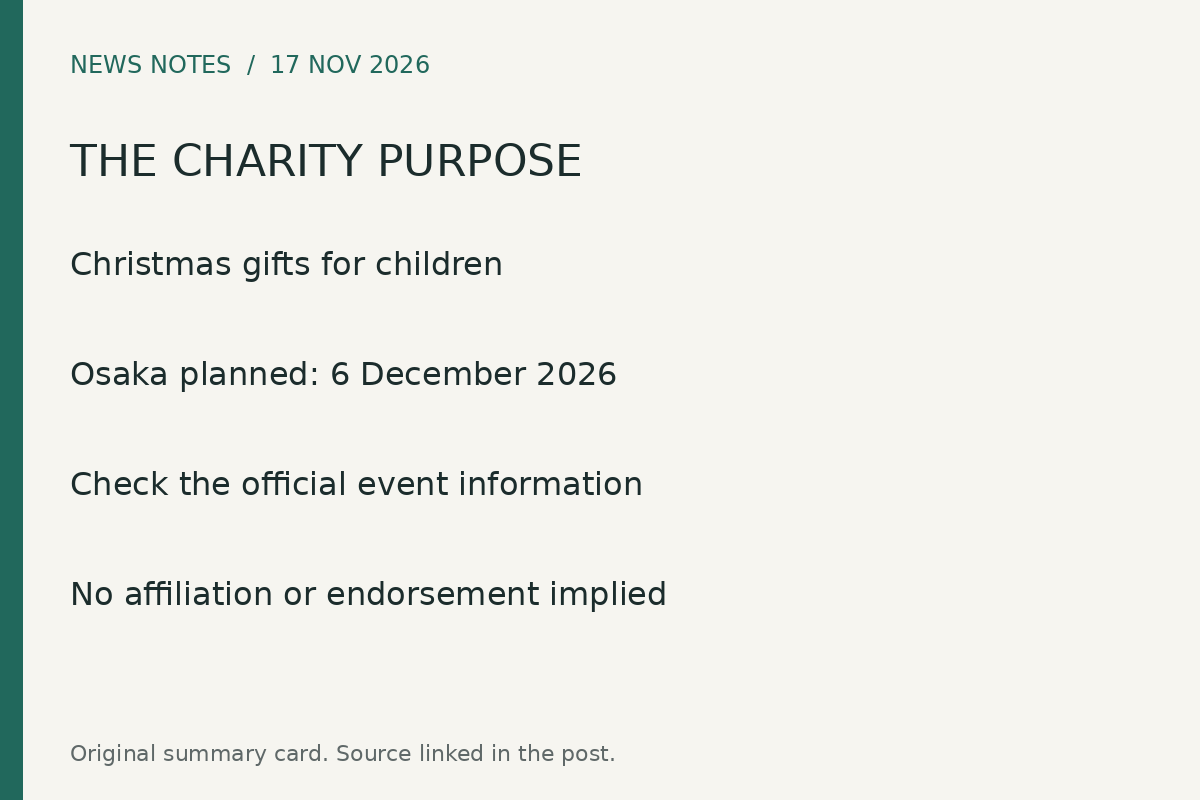 NEWS NOTES / 17 NOV 2026
THE CHARITY PURPOSE
Christmas gifts for children
Osaka planned: 6 December 2026
Check the official event information
No affiliation or endorsement implied
Original summary card. Source linked in the post.